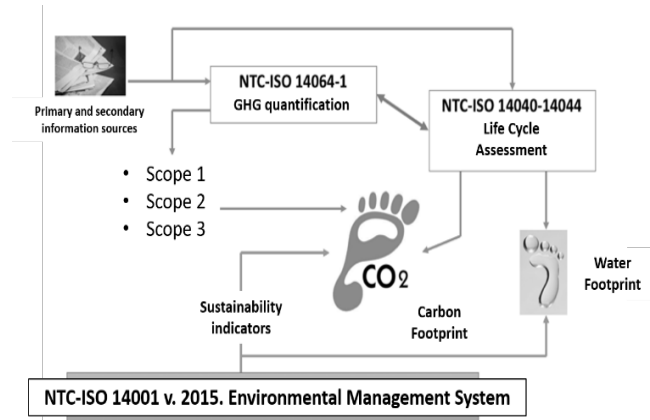 NTC-ISO 14064-1
GHG quantification
NTC-ISO 14040-14044
Life Cycle
Assessment
Primary and secondary
information sources
• Scope 1
• Scope 2
• Scope 3
CO2
Water
Footprint
Sustainability
indicators
Carbon
Footprint
NTC-ISO 14001 v. 2015. Environmental Management System